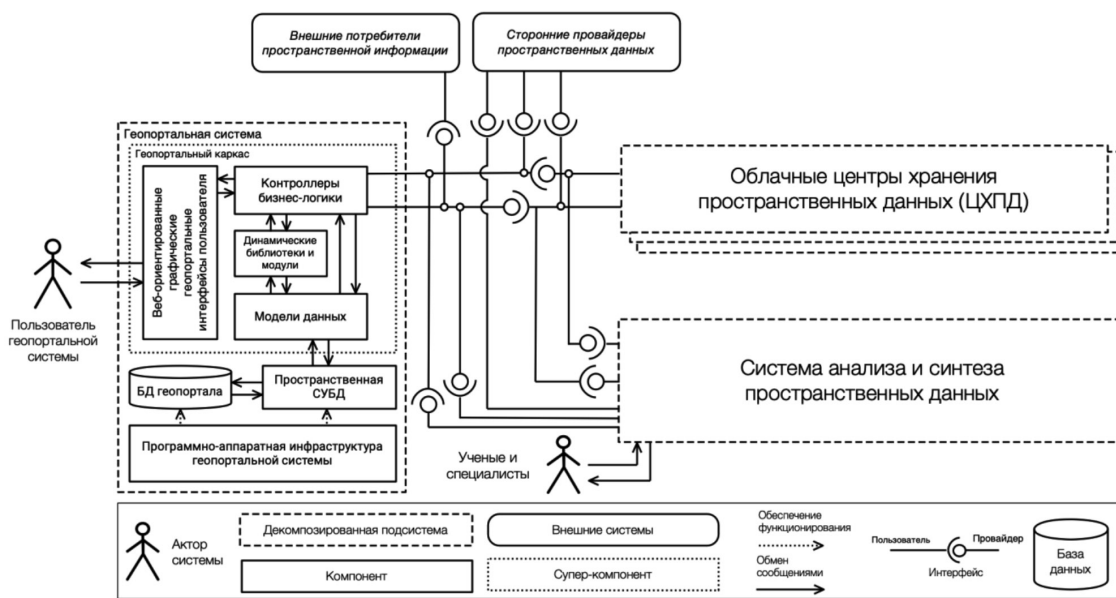 Внешние потребители
пространственной информации
Сторонние провайдеры
пространственных данных
Геопортальная система
Геопортальный каркас
Веб-ориентированные
графические
геопортальные
интерфейсы пользователя
Контроллеры
бизнес-логики
Динамические
библиотеки и
модули
Модели данных
Облачные центры хранения
пространственных данных (ЦХПД)
Пользователь
геопортальной
системы
БД геопортала
Пространственная
СУБД
Программно-аппаратная инфраструктура
геопортальной системы
Система анализа и синтеза
пространственных данных
Ученые и
специалисты
Актор
системы
Декомпозированная подсистема
Внешние системы
Компонент
Супер-компонент
Обеспечение
функционирования
Обмен
сообщениями
Пользователь
Провайдер
Интерфейс
База
данных